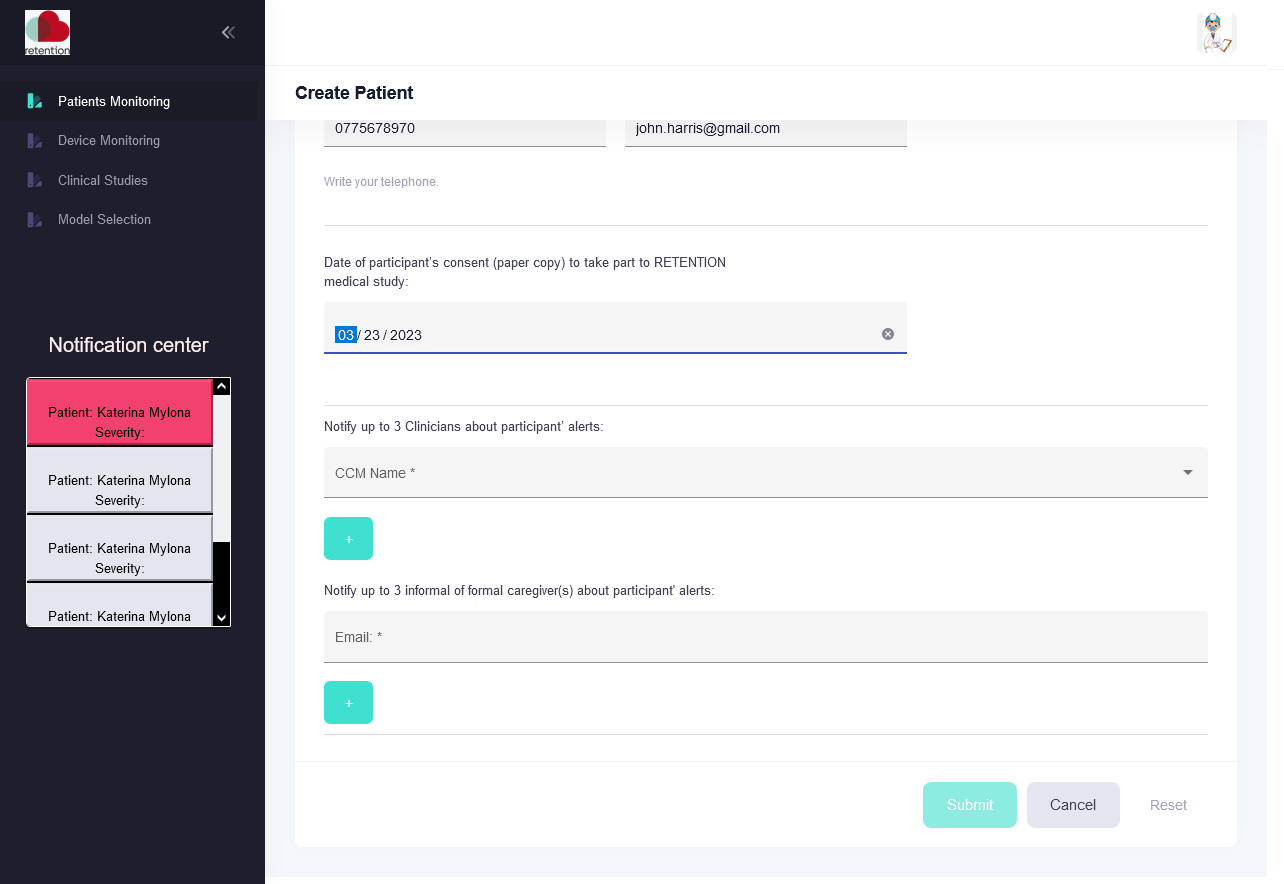 retention
Patients Monitoring
Device Monitoring
Clinical Studies
Model Selection
Notification center
Patient: Katerina Mylona
Severity:
Patient: Katerina Mylona
Severity:
Patient: Katerina Mylona
Severity:
Patient: Katerina Mylona
Create Patient
0775678970
john.harris@gmail.com
Write your telephone.
Date of participant's consent (paper copy) to take part to RETENTION
medical study:
03/ 23 / 2023
Notify up to 3 Clinicians about participant' alerts:
CCM Name *
+
Notify up to 3 informal of formal caregiver(s) about participant' alerts:
Email: *
+
Submit
Cancel
Reset